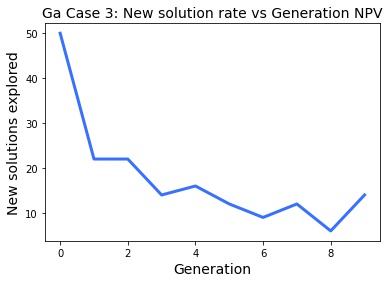 Ga Case 3: New solution rate vs Generation NPV
New solutions explored
50
40
30
20
10
0 2 4 6 8
Generation